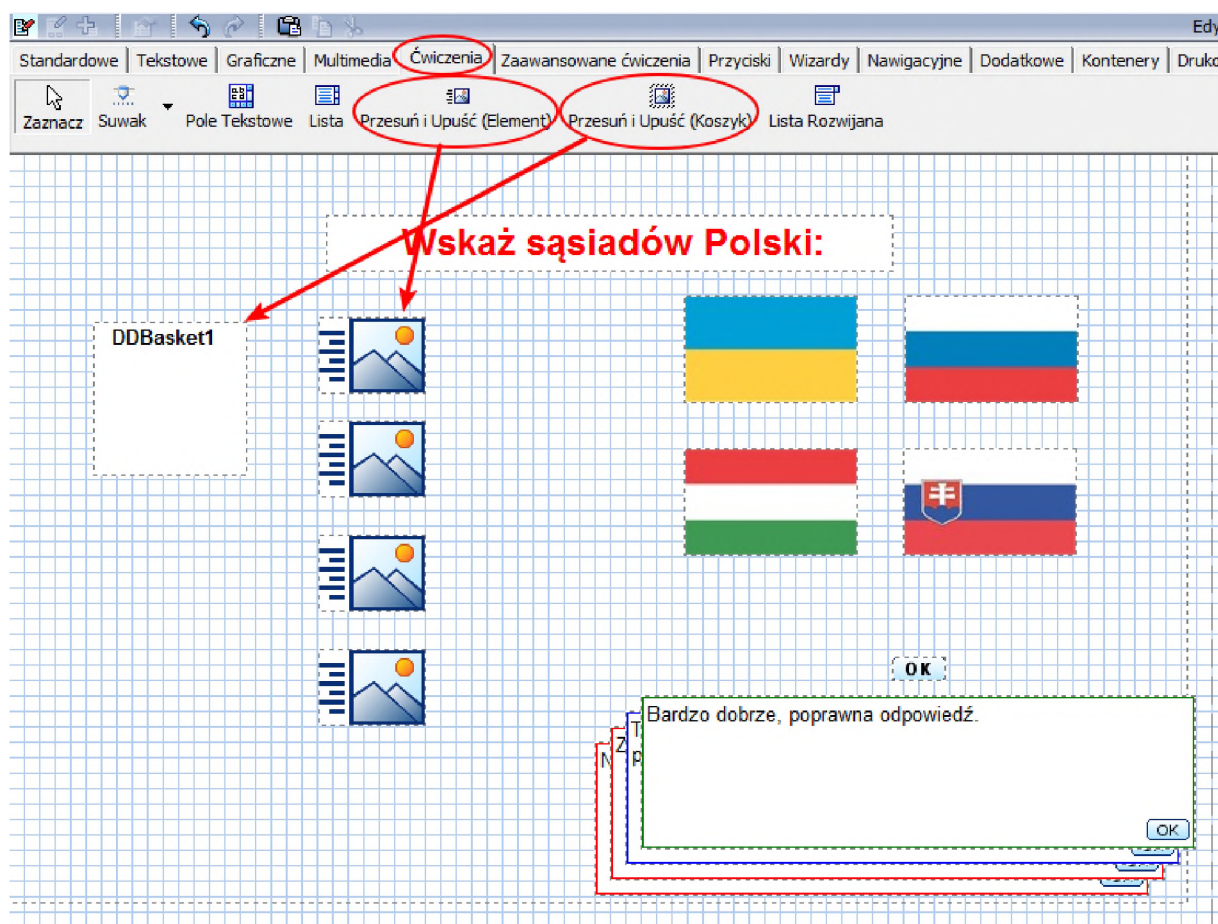 Edy
Standardowe Tekstowe Graficzne Multimedia Ćwiczenia Zaawansowane ćwiczenia Przyciski Wizardy Nawigacyjne Dodatkowe Kontenery Druko
Zaznacz Suwak Pole Tekstowe Lista Przesuń i Upuść (Element) Przesuń i Upuść (Koszyk) Lista Rozwijana
Wskaż sąsiadów Polski:
DDBasket1
OK
Bardzo dobrze, poprawna odpowiedź.
T
Z
p
N
OK